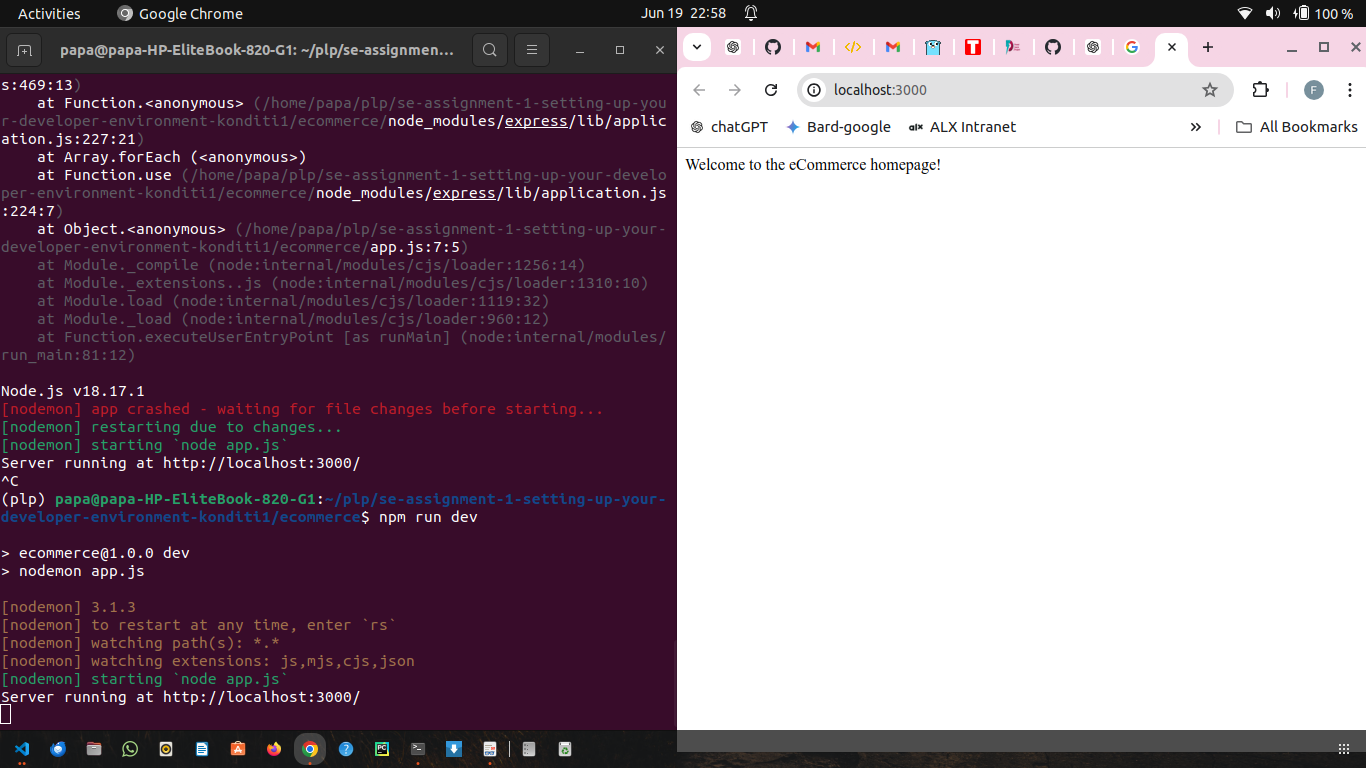 Activities
Google Chrome
Jun 19 22:58
100 %
papa@papa-HP-EliteBook-820-G1: ~/plp/se-assignmen...
s:469:13)
at Function.<anonymous> (/home/papa/plp/se-assignment-1-setting-up-you
r-developer-environment-konditi1/ecommerce/node_modules/express/lib/applic
ation.js:227:21)
at Array.forEach (<anonymous>)
at Function.use (/home/papa/plp/se-assignment-1-setting-up-your-develo
per-environment-konditi1/ecommerce/node_modules/express/lib/application.js
:224:7)
at Object.<anonymous> (/home/papa/plp/se-assignment-1-setting-up-your-
developer-environment-konditi1/ecommerce/app.js:7:5)
at Module._compile (node:internal/modules/cjs/loader:1256:14)
at Module._extensions..js (node:internal/modules/cjs/loader:1310:10)
at Module.load (node:internal/modules/cjs/loader:1119:32)
at Module._load (node:internal/modules/cjs/loader:960:12)
at Function.executeUserEntryPoint [as runMain] (node:internal/modules/
run_main:81:12)
Node.js v18.17.1
[nodemon] app crashed - waiting for file changes before starting...
[nodemon] restarting due to changes...
[nodemon] starting `node app.js`
Server running at http://localhost:3000/
^C
(plp) papa@papa-HP-EliteBook-820-G1:~/plp/se-assignment-1-setting-up-your-
developer-environment-konditi1/ecommerce$ npm run dev
> ecommerce@1.0.0 dev
> nodemon app.js
[nodemon] 3.1.3
[nodemon] to restart at any time, enter `rs`
[nodemon] watching path(s): *.*
[nodemon] watching extensions: js,mjs,cjs,json
[nodemon] starting `node app.js`
Server running at http://localhost:3000/
localhost:3000
F
chatGPT
Bard-google
alx ALX Intranet
All Bookmarks
Welcome to the eCommerce homepage!